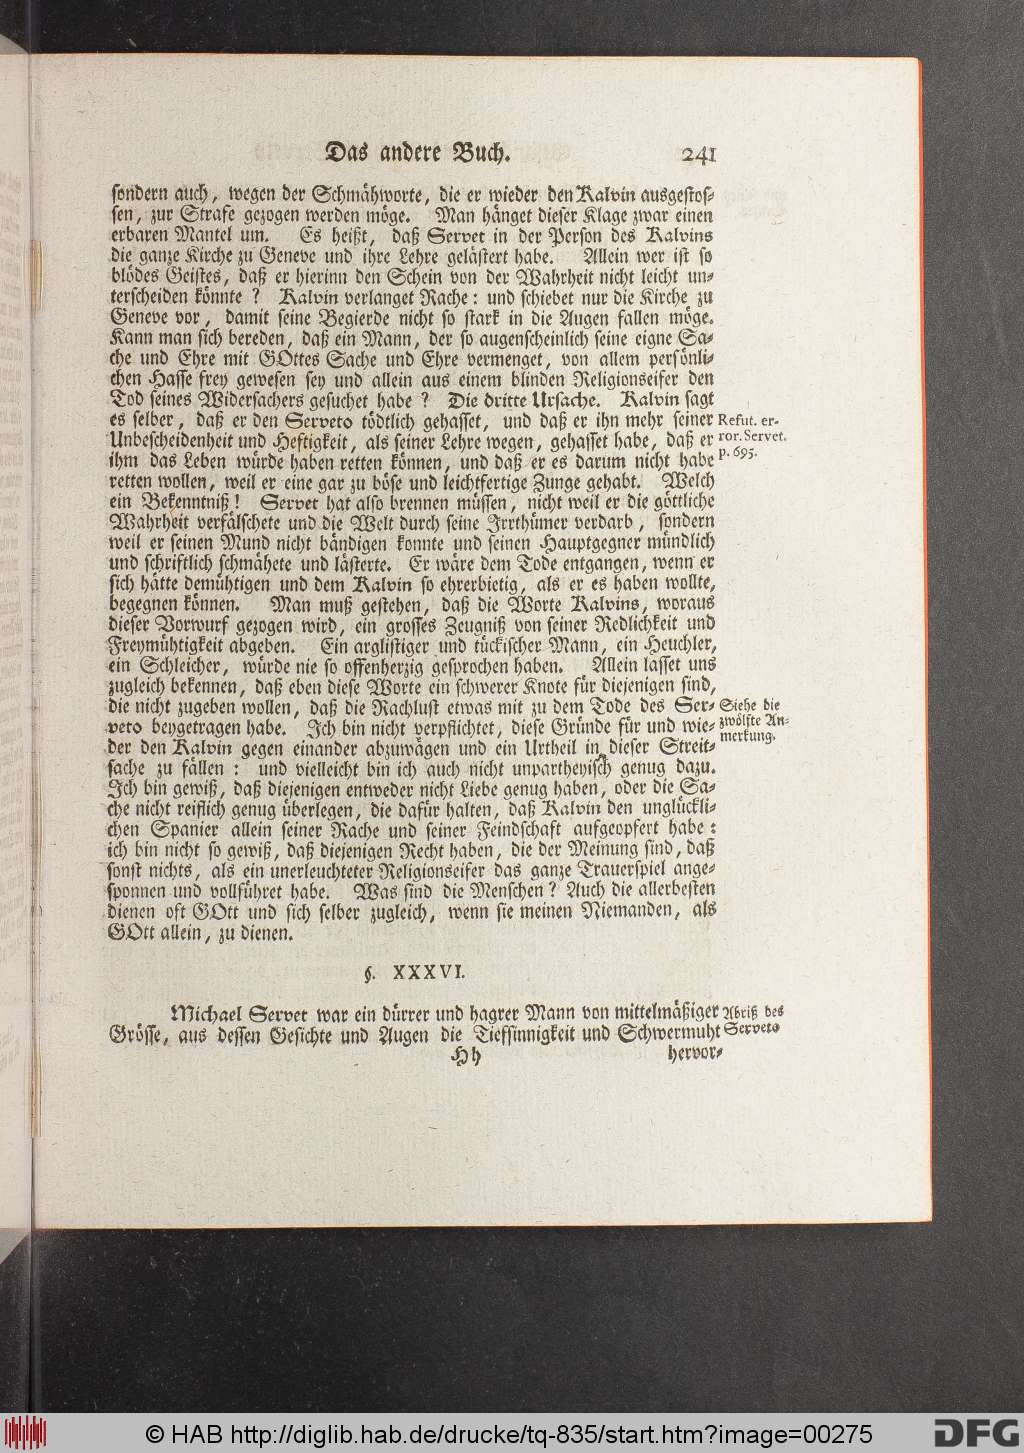 Das andere Buch. 241
sondern auch, wegen der Schmähworte, die er wieder den Kalvin ausgestos-
sen, zur Strafe gezogen werden möge. Man hänget dieser Klage zwar einen
erbaren Mantel um. Es heißt, daß Servet in der Person des Kalvins
die ganze Kirche zu Geneve und ihre Lehre gelästert habe. Allein wer ist so
blödes Geistes, daß er hierinn den Schein von der Wahrheit nicht leicht un-
terscheiden könnte? Kalvin verlanget Rache: und schiebet nur die Kirche zu
Geneve vor, damit seine Begierde nicht so stark in die Augen fallen möge.
Kann man sich bereden, daß ein Mann, der so augenscheinlich seine eigne Sa-
che und Ehre mit GOttes Sache und Ehre vermenget, von allem persönli-
chen Hasse frey gewesen sey und allein aus einem blinden Religionseifer den
Tod seines Widersachers gesuchet habe? Die dritte Ursache. Kalvin sagt
es selber, daß er den Serveto tödtlich gehasset, und daß er ihn mehr seiner
Unbescheidenheit und Heftigkeit, als seiner Lehre wegen, gehasset habe, daß er
ihm das Leben würde haben retten können, und daß er es darum nicht habe
retten wollen, weil er eine gar zu böse und leichtfertige Zunge gehabt. Welch
ein Bekenntniß! Servet hat also brennen müssen, nicht weil er die göttliche
Wahrheit verfälschete und die Welt durch seine Irrthümer verdarb, sondern
weil er seinen Mund nicht bändigen konnte und seinen Hauptgegner mündlich
und schriftlich schmähete und lästerte. Er wäre dem Tode entgangen, wenn er
sich hätte demühtigen und dem Kalvin so ehrerbietig, als er es haben wollte,
begegnen können. Man muß gestehen, daß die Worte Kalvins, woraus
dieser Vorwurf gezogen wird, ein grosses Zeugniß von seiner Redlichkeit und
Freymühtigkeit abgeben. Ein arglistiger und tückischer Mann, ein Heuchler,
ein Schleicher, würde nie so offenherzig gesprochen haben. Allein lasset uns
zugleich bekennen, daß eben diese Worte ein schwerer Knote für diejenigen sind,
die nicht zugeben wollen, daß die Rachlust etwas mit zu dem Tode des Ser-
veto beygetragen habe. Ich bin nicht verpflichtet, diese Gründe für und wie-
der den Kalvin gegen einander abzuwägen und ein Urtheil in dieser Streit-
sache zu fällen: und vielleicht bin ich auch nicht unpartheyisch genug dazu.
Ich bin gewiß, daß diejenigen entweder nicht Liebe genug haben, oder die Sa-
che nicht reiflich genug überlegen, die dafür halten, daß Kalvin den unglückli-
chen Spanier allein seiner Rache und seiner Feindschaft aufgeopfert habe:
ich bin nicht so gewiß, daß diejenigen Recht haben, die der Meinung sind, daß
sonst nichts, als ein unerleuchteter Religionseifer das ganze Trauerspiel ange-
sponnen und vollführet habe. Was sind die Menschen? Auch die allerbesten
dienen oft GOtt und sich selber zugleich, wenn sie meinen Niemanden, als
GOtt allein, zu dienen.
Refut. er-
ror. Servet.
p. 695.
Siehe die
zwölfte An-
merkung.
§. XXXVI.
Michael Servet war ein dürrer und hagrer Mann von mittelmäßiger
Grösse, aus dessen Gesichte und Augen die Tiefsinnigkeit und Schwermuht
Abriß des
Serveto
Hh hervor-
© HAB http://diglib.hab.de/drucke/tq-835/start.htm?image=00275
DFG